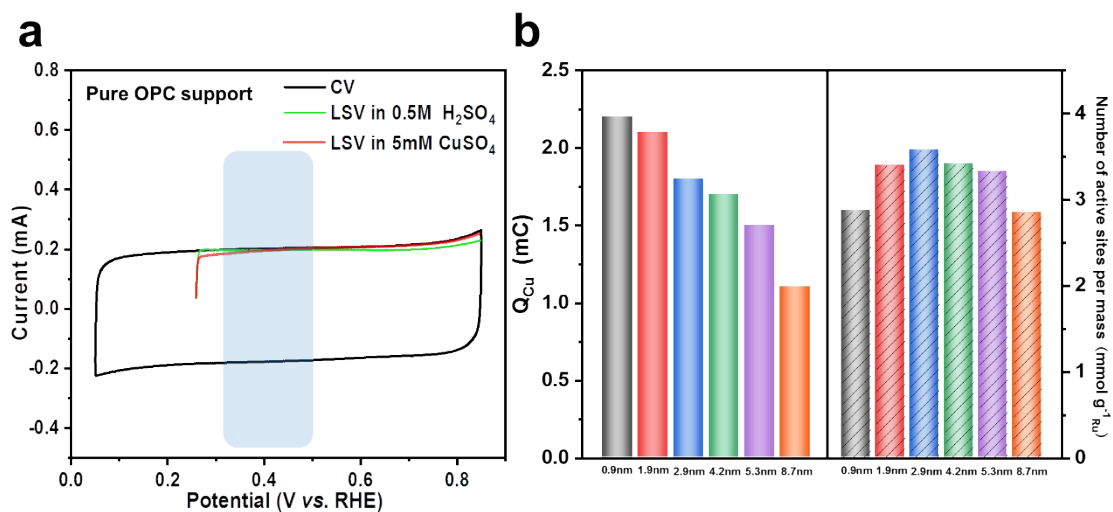 a
Pure OPC support
CV
LSV in 0.5M H₂SO₄
LSV in 5mM CuSO₄
0.8
0.6
0.4
0.2
0.0
-0.2
-0.4
Current (mA)
0.0 0.2 0.4 0.6 0.8
Potential (V vs. RHE)
b
2.5
2.0
1.5
1.0
0.5
0.0
Q_Cu (mC)
0.9nm 1.9nm 2.9nm 4.2nm 5.3nm 8.7nm
0.9nm 1.9nm 2.9nm 4.2nm 5.3nm 8.7nm
4
3
2
1
0
Number of active sites per mass (mmol g⁻¹_Ru)